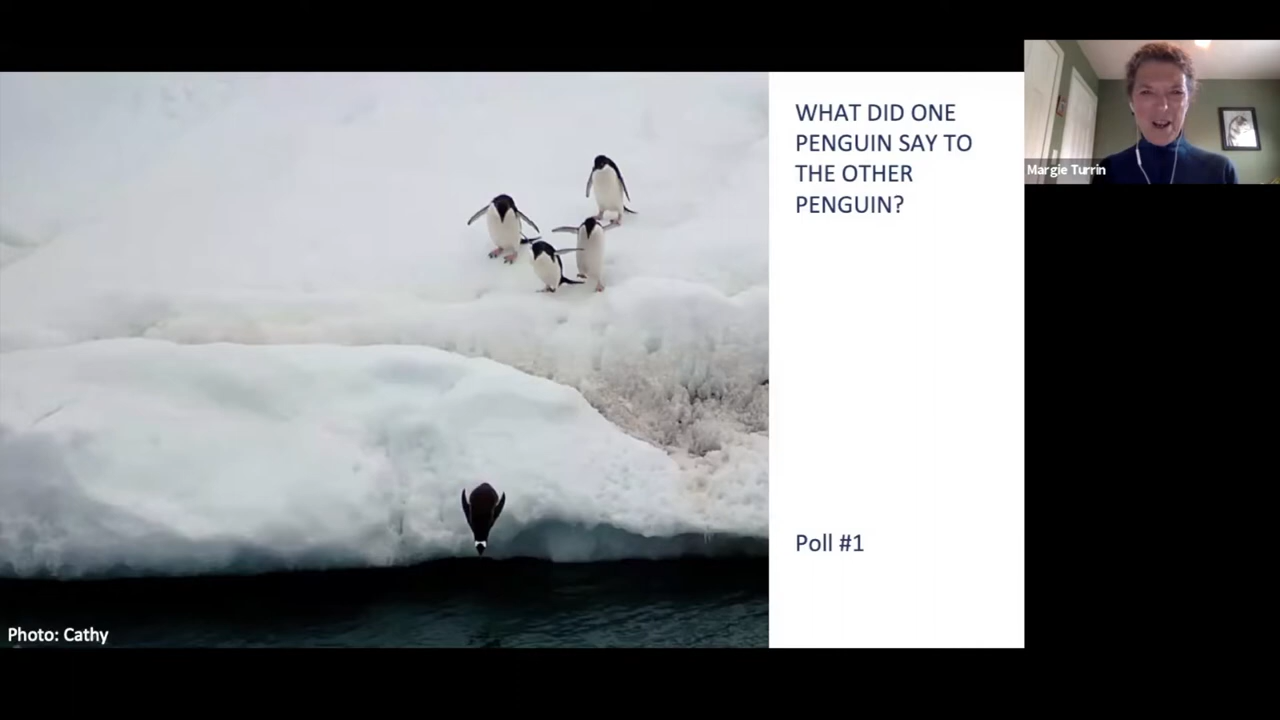 WHAT DID ONE
PENGUIN SAY TO
THE OTHER
PENGUIN?
Poll #1
Photo: Cathy
Margie Turrin